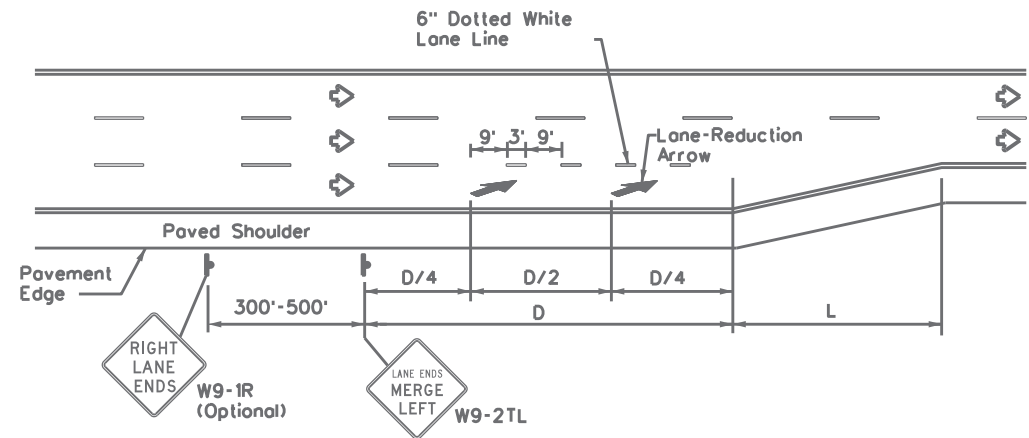 6" Dotted White
Lane Line
9' 3' 9'
Lane-Reduction
Arrow
Paved Shoulder
Pavement
Edge
D/4 D/2 D/4
300'-500' D L
RIGHT
LANE
ENDS
W9-1R
(Optional)
LANE ENDS
MERGE
LEFT
W9-2TL